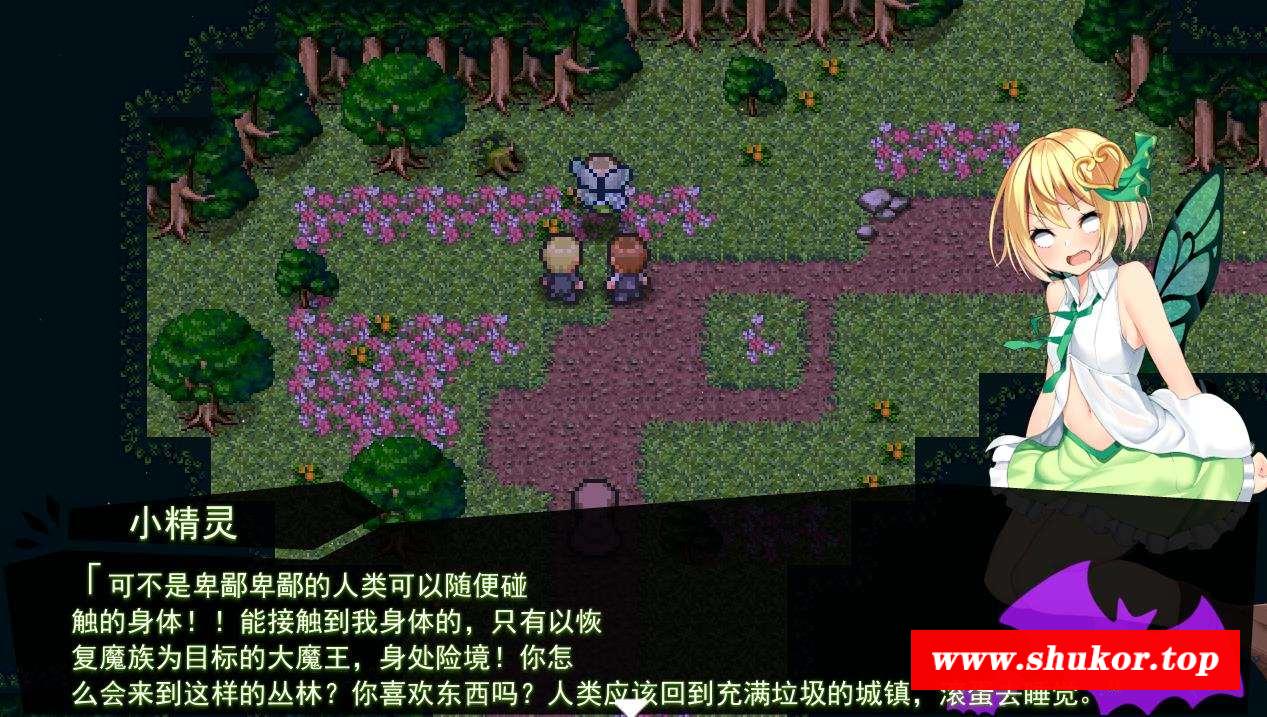 小精灵
「可不是卑鄙卑鄙的人类可以随便碰
触的身体！！能接触到我身体的，只有以恢
复魔族为目标的大魔王，身处险境！你怎
么会来到这样的丛林？你喜欢东西吗？人类应该回到充满垃圾的城镇，滚蛋去睡觉。
www.shukor.top